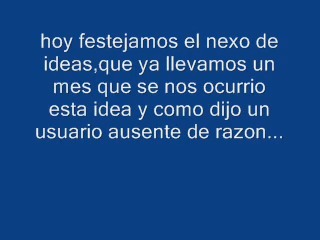 hoy festejamos el nexo de
ideas,que ya llevamos un
mes que se nos ocurrio
esta idea y como dijo un
usuario ausente de razon...